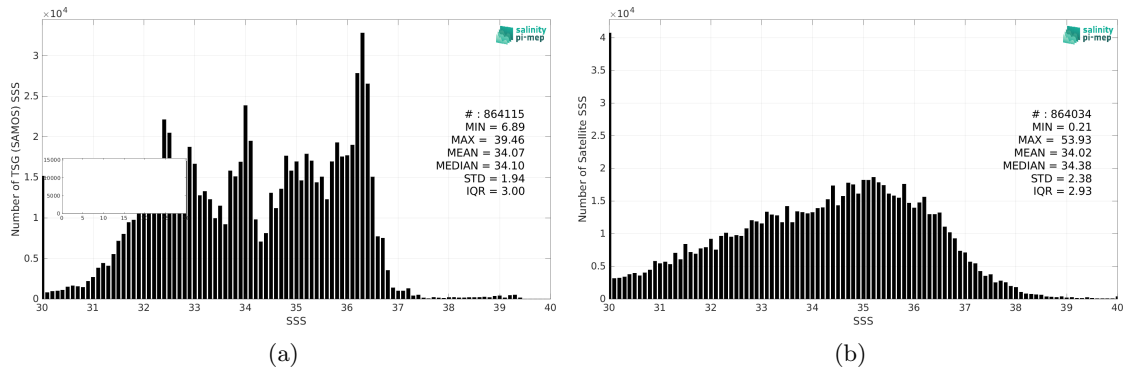 ×10⁴
salinity
pi-mep
3
2.5
2
1.5
1
0.5
0
Number of TSG (SAMOS) SSS
# : 864115
MIN = 6.89
MAX = 39.46
MEAN = 34.07
MEDIAN = 34.10
STD = 1.94
IQR = 3.00
15000
10000
5000
0
0 5 10 15 20 25 30
30 31 32 33 34 35 36 37 38 39 40
SSS
(a)
×10⁴
salinity
pi-mep
4
3.5
3
2.5
2
1.5
1
0.5
0
Number of Satellite SSS
# : 864034
MIN = 0.21
MAX = 53.93
MEAN = 34.02
MEDIAN = 34.38
STD = 2.38
IQR = 2.93
30 31 32 33 34 35 36 37 38 39 40
SSS
(b)